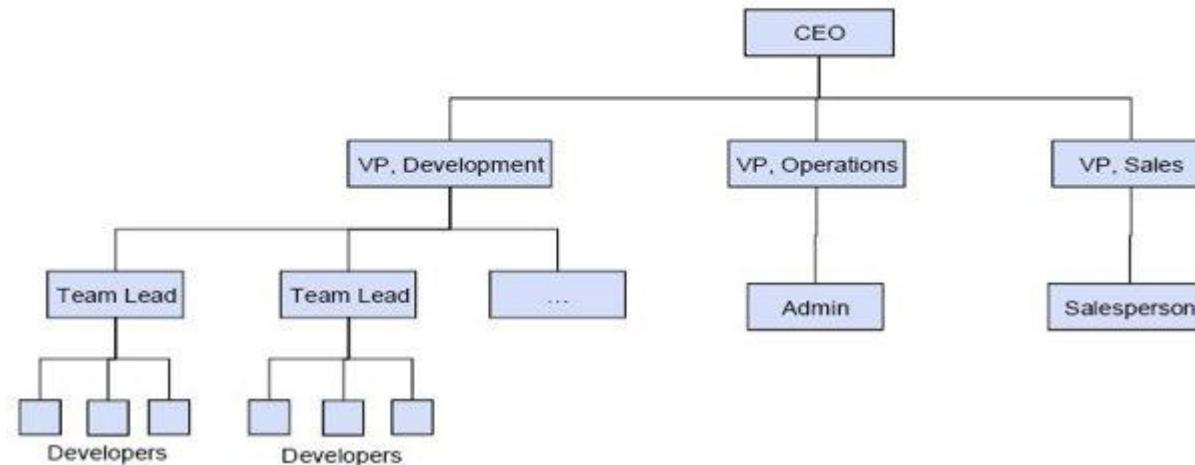 CEO
VP, Development
VP, Operations
VP, Sales
Team Lead
Team Lead
...
Admin
Salesperson
Developers
Developers